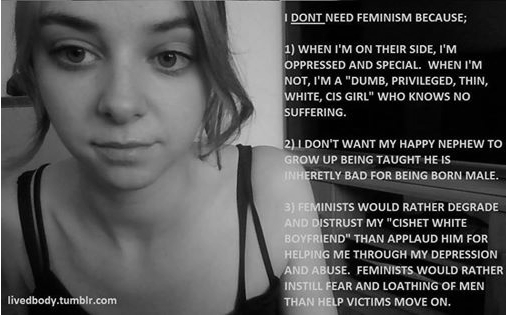 I DONT NEED FEMINISM BECAUSE;
1) WHEN I'M ON THEIR SIDE, I'M
OPPRESSED AND SPECIAL. WHEN I'M
NOT, I'M A "DUMB, PRIVILEGED, THIN,
WHITE, CIS GIRL" WHO KNOWS NO
SUFFERING.
2) I DON'T WANT MY HAPPY NEPHEW TO
GROW UP BEING TAUGHT HE IS
INHERETLY BAD FOR BEING BORN MALE.
3) FEMINISTS WOULD RATHER DEGRADE
AND DISTRUST MY "CISHET WHITE
BOYFRIEND" THAN APPLAUD HIM FOR
HELPING ME THROUGH MY DEPRESSION
AND ABUSE. FEMINISTS WOULD RATHER
INSTILL FEAR AND LOATHING OF MEN
THAN HELP VICTIMS MOVE ON.
livedbody.tumblr.com